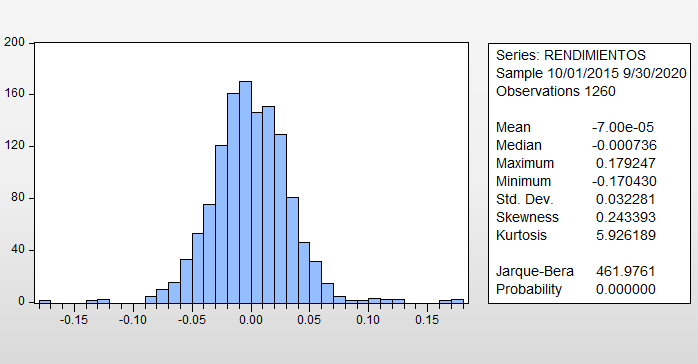 200
160
120
80
40
0
-0.15 -0.10 -0.05 0.00 0.05 0.10 0.15
Series: RENDIMIENTOS
Sample 10/01/2015 9/30/2020
Observations 1260
Mean -7.00e-05
Median -0.000736
Maximum 0.179247
Minimum -0.170430
Std. Dev. 0.032281
Skewness 0.243393
Kurtosis 5.926189
Jarque-Bera 461.9761
Probability 0.000000